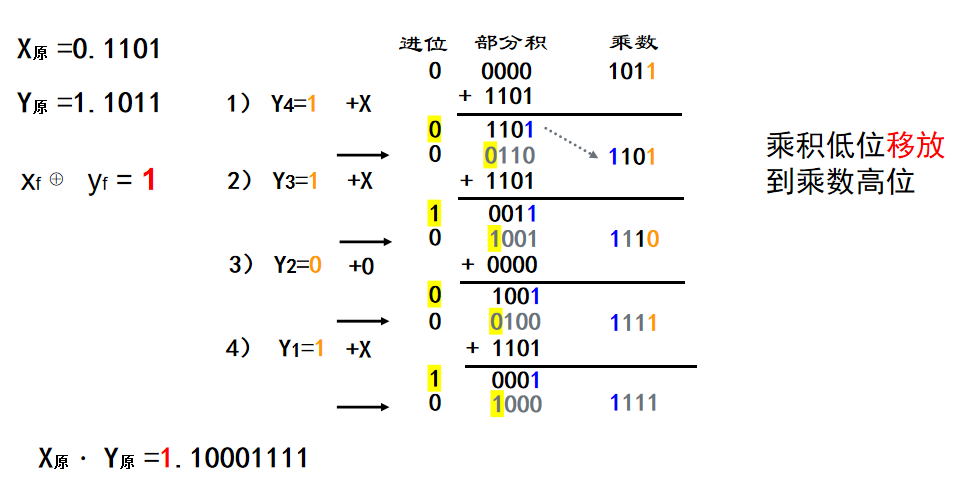 进位 部分积 乘数
X原 =0.1101
0 0000 1011
Y原 =1.1011
1) Y4=1 +X + 1101
0 1101
0 0110 1101
乘积低位移放
到乘数高位
xf ⊕ yf = 1
2) Y3=1 +X + 1101
1 0011
0 1001 1110
3) Y2=0 +0 + 0000
0 1001
0 0100 1111
4) Y1=1 +X + 1101
1 0001
0 1000 1111
X原 · Y原 =1.10001111